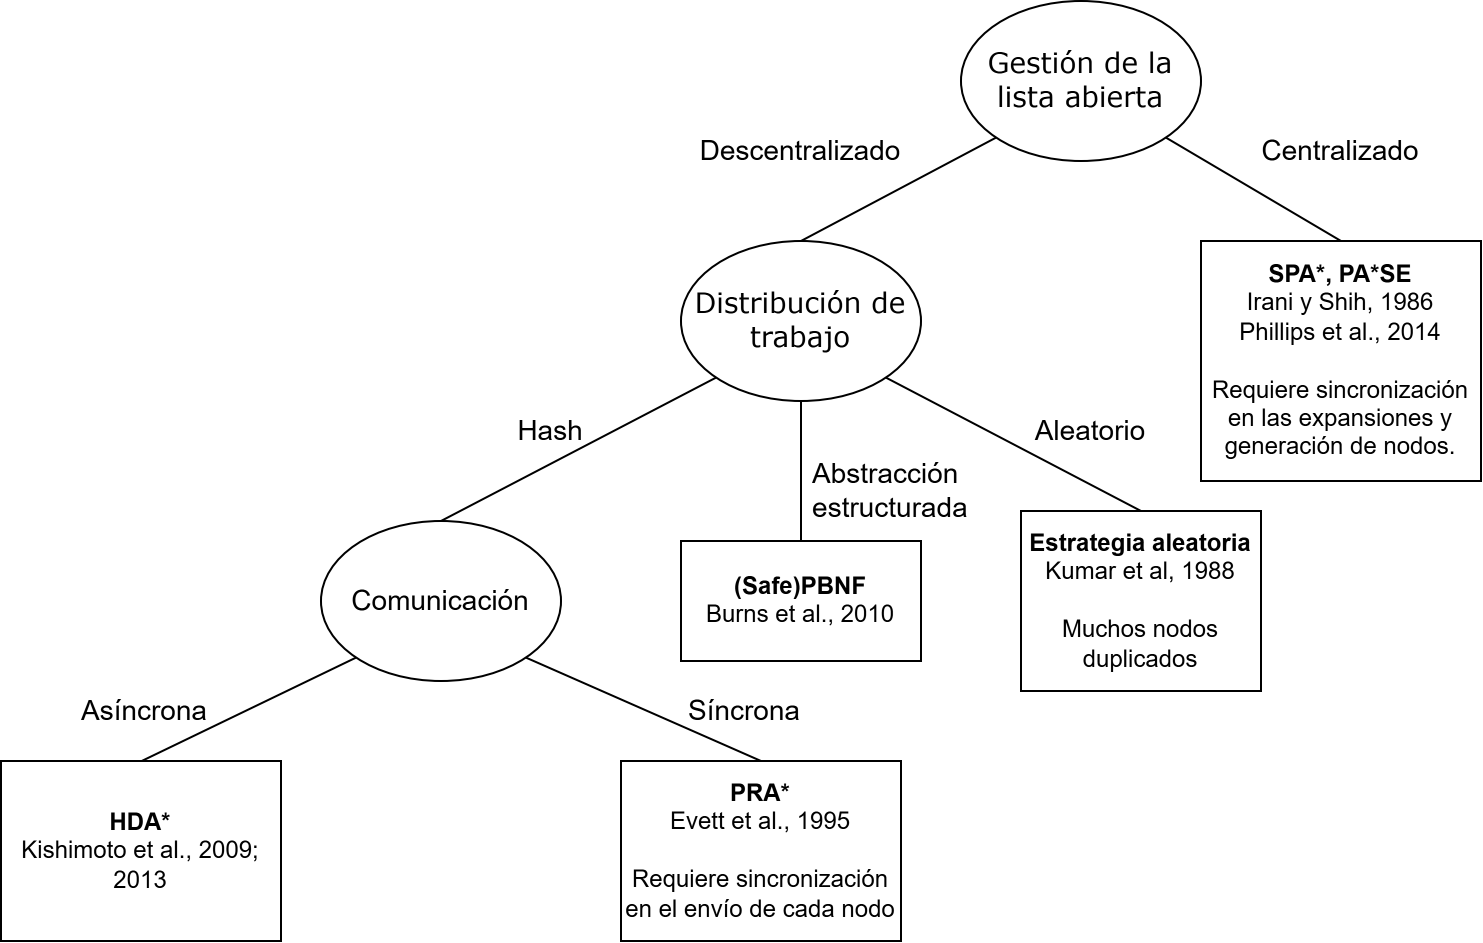 Gestión de la
lista abierta
Descentralizado
Centralizado
Distribución de
trabajo
SPA*, PA*SE
Irani y Shih, 1986
Phillips et al., 2014
Requiere sincronización
en las expansiones y
generación de nodos.
Hash
Abstracción
estructurada
Aleatorio
Comunicación
(Safe)PBNF
Burns et al., 2010
Estrategia aleatoria
Kumar et al, 1988
Muchos nodos
duplicados
Asíncrona
Síncrona
HDA*
Kishimoto et al., 2009;
2013
PRA*
Evett et al., 1995
Requiere sincronización
en el envío de cada nodo